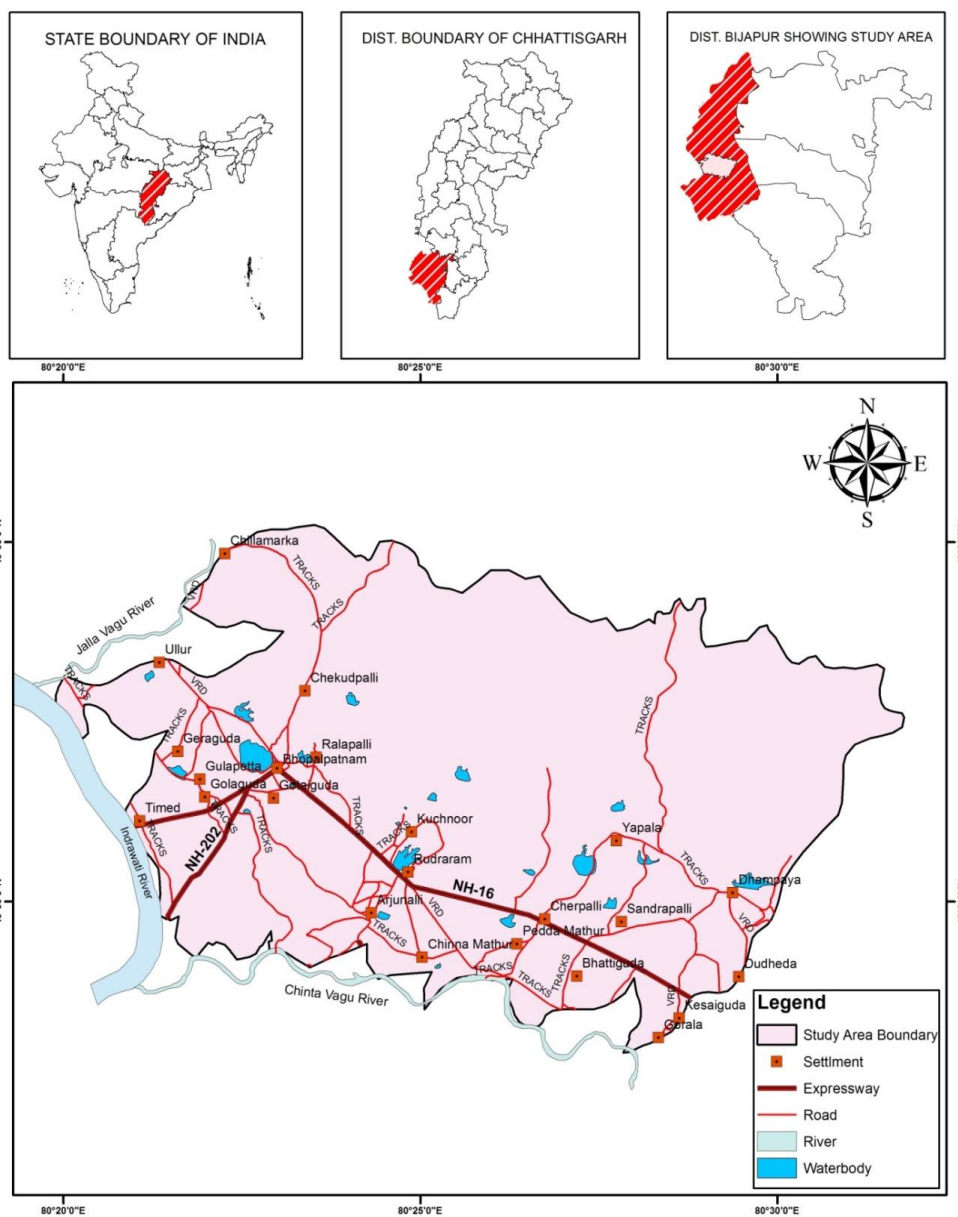 STATE BOUNDARY OF INDIA
DIST. BOUNDARY OF CHHATTISGARH
DIST. BIJAPUR SHOWING STUDY AREA
80°20'0"E
80°25'0"E
80°30'0"E
N
W
E
S
Chillamarka
TRACKS
VRD
TRACKS
Jalla Vagu River
Ullur
TRACKS
VRD
Chekudpalli
TRACKS
TRACKS
Geraguda
Ralapalli
Bhopalpatnam
Gulapetta
Golaguda
Timed
TRACKS
TRACKS
TRACKS
TRACKS
TRACKS
Kuchnoor
Yapala
Indrawati River
NH-202
Rudraram
TRACKS
Dhampaya
NH-16
Arjunalli
VRD
Cherpalli
Sandrapalli
VRD
Pedda Mathur
TRACKS
Chinna Mathur
TRACKS
TRACKS
TRACKS
Bhattiguda
Dudheda
Chinta Vagu River
VRD
Kesaiguda
Gorala
Legend
Study Area Boundary
Settlment
Expressway
Road
River
Waterbody
80°20'0"E
80°25'0"E
80°30'0"E